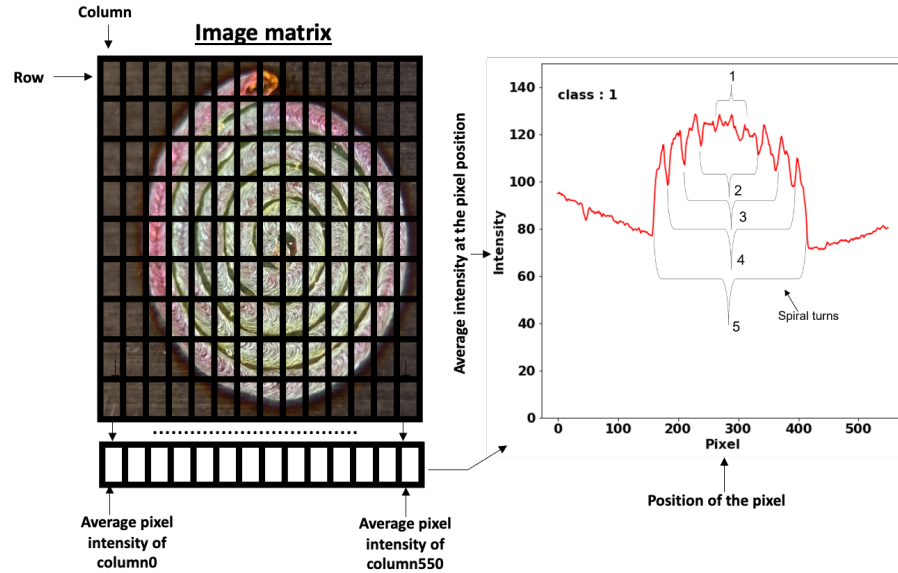 Column
Image matrix
Row
Average pixel
intensity of
column0
Average pixel
intensity of
column550
Average intensity at the pixel position
Intensity
140
120
100
80
60
40
20
0
class : 1
1
2
3
4
5
Spiral turns
0
100
200
300
400
500
Pixel
Position of the pixel